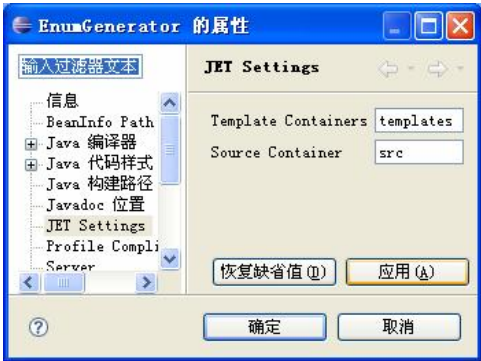 EnumGenerator 的属性
输入过滤器文本
信息
BeanInfo Path
Java 编译器
Java 代码样式
Java 构建路径
Javadoc 位置
JET Settings
Profile Compli
Server
JET Settings
Template Containers templates
Source Container src
恢复缺省值(D) 应用(A)
确定 取消